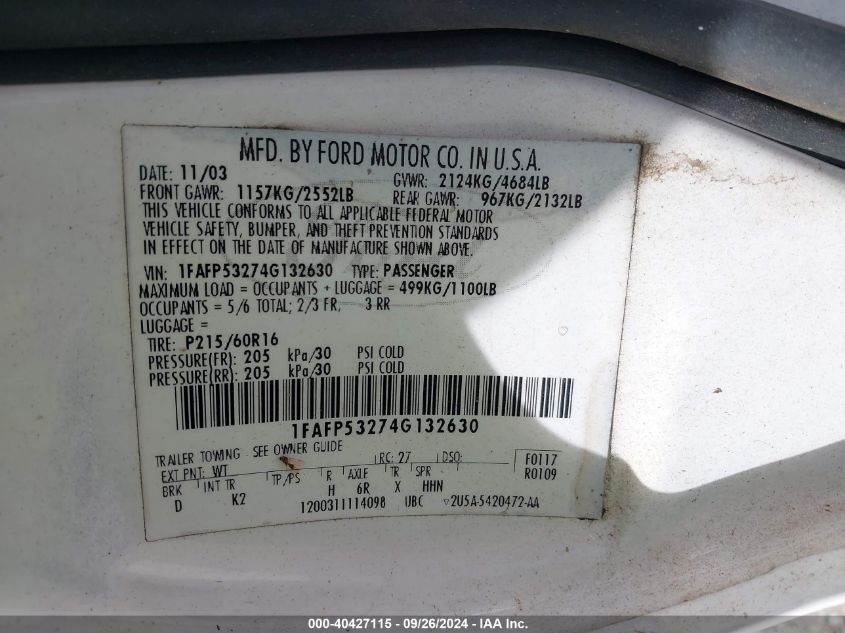 MFD. BY FORD MOTOR CO. IN U.S.A.
DATE: 11/03 GVWR: 2124KG/4684LB
FRONT GAWR: 1157KG/2552LB REAR GAWR: 967KG/2132LB
THIS VEHICLE CONFORMS TO ALL APPLICABLE FEDERAL MOTOR
VEHICLE SAFETY, BUMPER, AND THEFT PREVENTION STANDARDS
IN EFFECT ON THE DATE OF MANUFACTURE SHOWN ABOVE.
VIN: 1FAFP53274G132630 TYPE: PASSENGER
MAXIMUM LOAD = OCCUPANTS + LUGGAGE = 499KG/1100LB
OCCUPANTS = 5/6 TOTAL; 2/3 FR, 3 RR
LUGGAGE =
TIRE: P215/60R16
PRESSURE(FR): 205 kPa/30 PSI COLD
PRESSURE(RR): 205 kPa/30 PSI COLD
1FAFP53274G132630
TRAILER TOWING - SEE OWNER GUIDE
EXT PNT: WT RC: 27 DSO: F0117
BRK INT TR TP/PS R AXLE TR SPR R0109
D K2 H 6R X HHN
1200311114098 UBC ▽2U5A-5420472-AA
000-40427115 - 09/26/2024 - IAAI.com